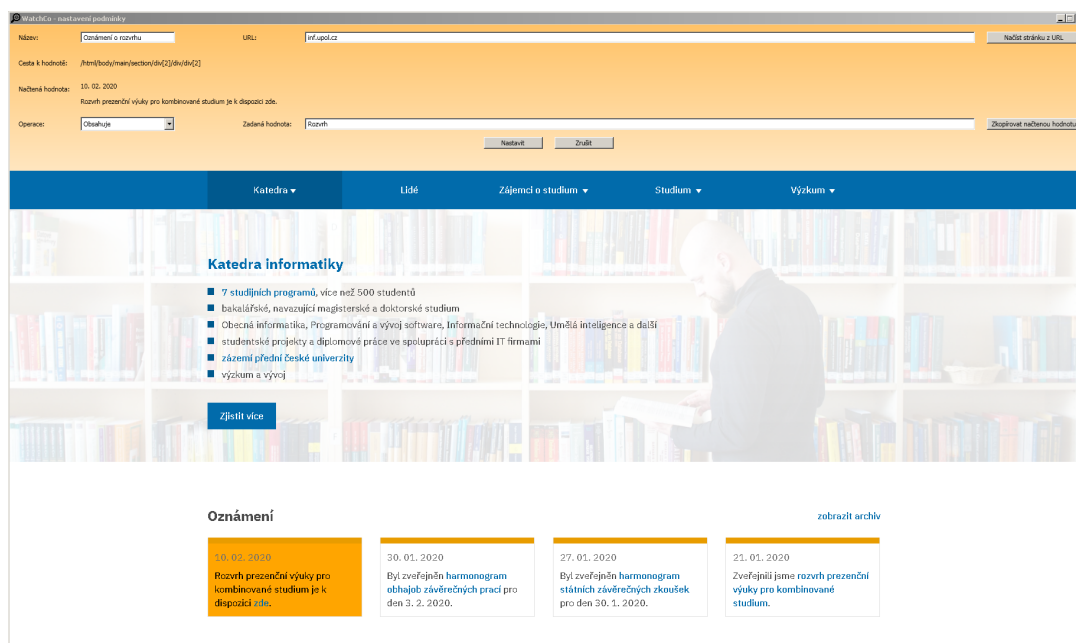 WatchCo - nastavení podmínky
Název: Oznámení o rozvrhu URL: inf.upol.cz Načíst stránku z URL
Cesta k hodnotě: /html/body/main/section/div[2]/div/div[2]
Načtená hodnota: 10. 02. 2020
Rozvrh prezenční výuky pro kombinované studium je k dispozici zde.
Operace: Obsahuje Zadaná hodnota: Rozvrh Zkopírovat načtenou hodnotu
Nastavit Zrušit
Katedra Lidé Zájemci o studium Studium Výzkum
Katedra informatiky
7 studijních programů, více než 500 studentů
bakalářské, navazující magisterské a doktorské studium
Obecná informatika, Programování a vývoj software, Informační technologie, Umělá inteligence a další
studentské projekty a diplomové práce ve spolupráci s předními IT firmami
zázemí přední české univerzity
výzkum a vývoj
Zjistit více
Oznámení zobrazit archiv
10. 02. 2020
Rozvrh prezenční výuky pro
kombinované studium je k
dispozici zde.
30. 01. 2020
Byl zveřejněn harmonogram
obhajob závěrečných prací pro
den 3. 2. 2020.
27. 01. 2020
Byl zveřejněn harmonogram
státních závěrečných zkoušek
pro den 30. 1. 2020.
21. 01. 2020
Zveřejnili jsme rozvrh prezenční
výuky pro kombinované
studium.